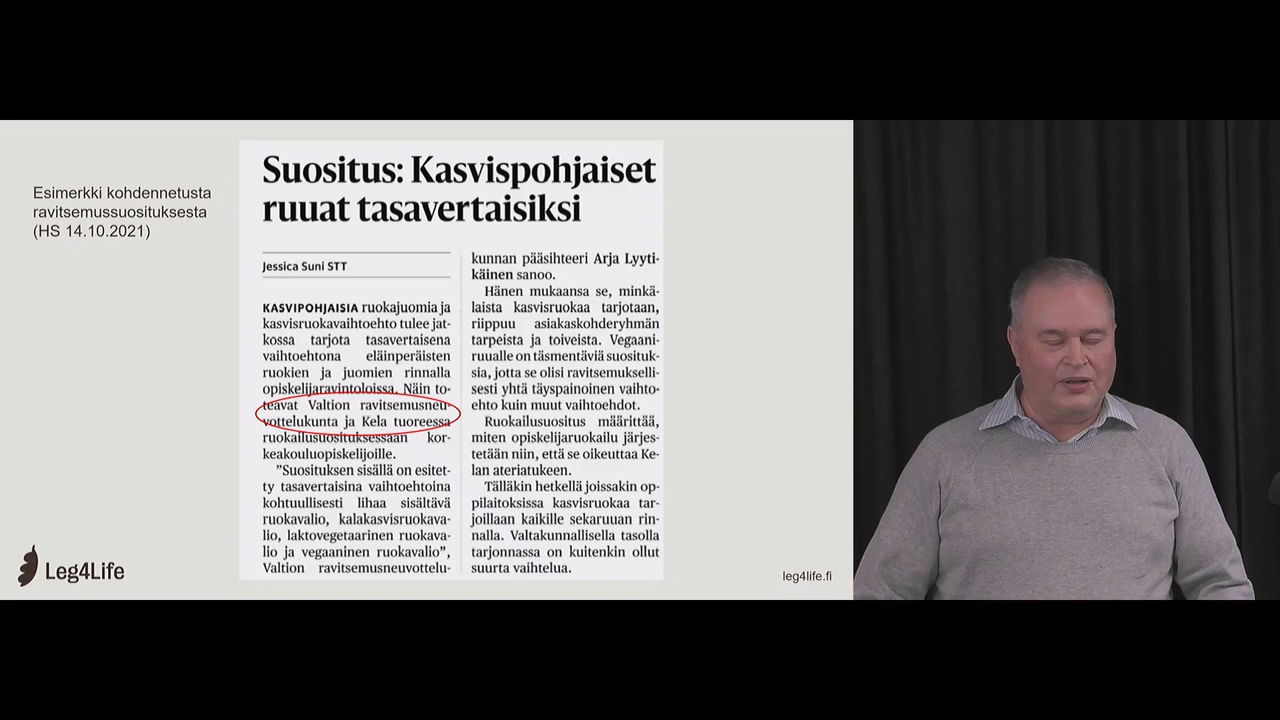 Esimerkki kohdennetusta
ravitsemussuosituksesta
(HS 14.10.2021)
Suositus: Kasvispohjaiset
ruuat tasavertaisiksi
Jessica Suni STT
KASVIPOHJAISIA ruokajuomia ja
kasvisruokavaihtoehto tulee jat-
kossa tarjota tasavertaisena
vaihtoehtona eläinperäisten
ruokien ja juomien rinnalla
opiskelijaravintoloissa. Näin to-
teavat Valtion ravitsemusneu-
vottelukunta ja Kela tuoreessa
ruokailusuosituksessaan kor-
keakouluopiskelijoille.
”Suosituksen sisällä on esitet-
ty tasavertaisina vaihtoehtoina
kohtuullisesti lihaa sisältävä
ruokavalio, kalakasvisruokava-
lio, laktovegetaarinen ruokava-
lio ja vegaaninen ruokavalio”,
Valtion ravitsemusneuvottelu-
kunnan pääsihteeri Arja Lyyti-
käinen sanoo.
Hänen mukaansa se, minkä-
laista kasvisruokaa tarjotaan,
riippuu asiakaskohderyhmän
tarpeista ja toiveista. Vegaani-
ruualle on täsmentäviä suosituk-
sia, jotta se olisi ravitsemukselli-
sesti yhtä täyspainoinen vaihto-
ehto kuin muut vaihtoehdot.
Ruokailusuositus määrittää,
miten opiskelijaruokailu järjes-
tetään niin, että se oikeuttaa Ke-
lan ateriatukeen.
Tälläkin hetkellä joissakin op-
pilaitoksissa kasvisruokaa tar-
joillaan kaikille sekaruuan rin-
nalla. Valtakunnallisella tasolla
tarjonnassa on kuitenkin ollut
suurta vaihtelua.
Leg4Life
leg4life.fi